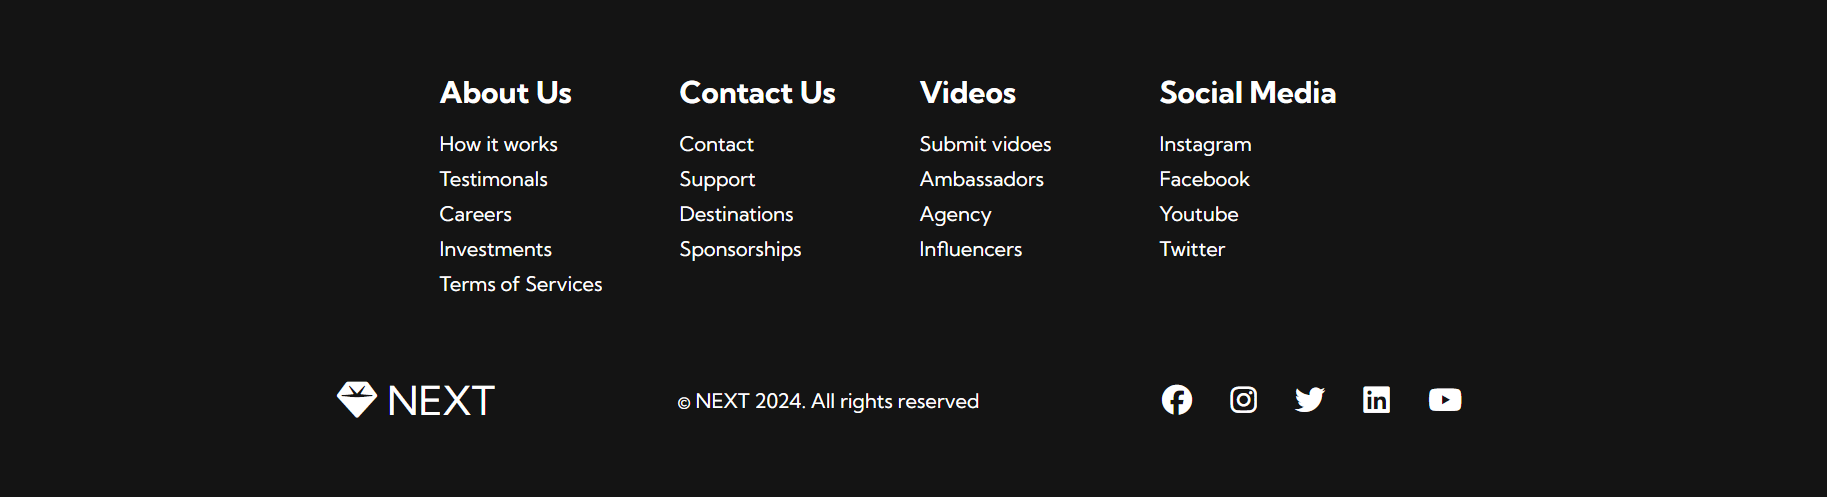 About Us
How it works
Testimonals
Careers
Investments
Terms of Services
Contact Us
Contact
Support
Destinations
Sponsorships
Videos
Submit vidoes
Ambassadors
Agency
Influencers
Social Media
Instagram
Facebook
Youtube
Twitter
NEXT
© NEXT 2024. All rights reserved
in